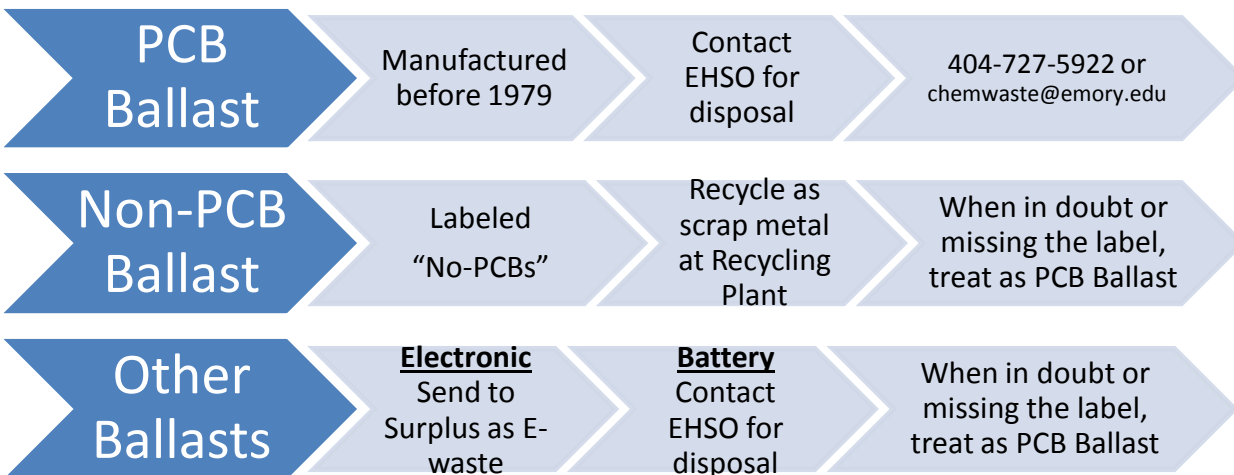 PCB
Ballast
Manufactured
before 1979
Contact
EHSO for
disposal
404-727-5922 or
chemwaste@emory.edu
Non-PCB
Ballast
Labeled
“No-PCBs”
Recycle as
scrap metal
at Recycling
Plant
When in doubt or
missing the label,
treat as PCB Ballast
Other
Ballasts
Electronic
Send to
Surplus as E-
waste
Battery
Contact
EHSO for
disposal
When in doubt or
missing the label,
treat as PCB Ballast